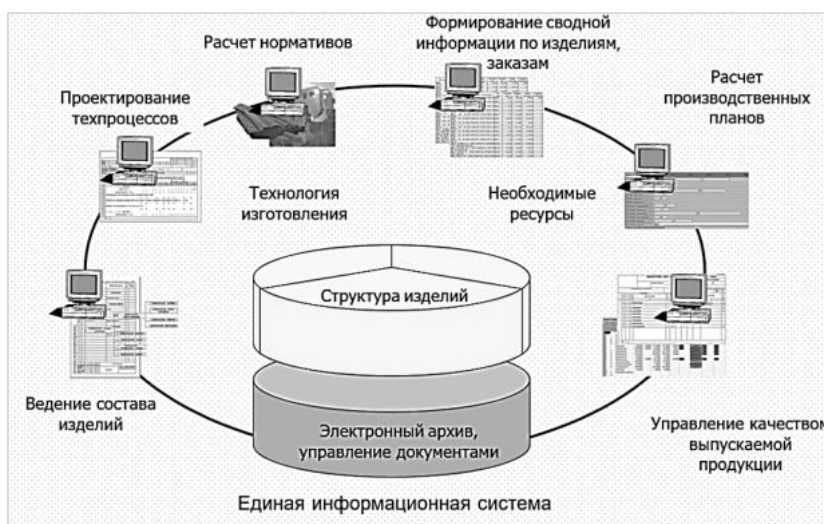 Формирование сводной
информации по изделиям,
заказам
Расчет нормативов
Расчет
производственных
планов
Проектирование
техпроцессов
Технология
изготовления
Необходимые
ресурсы
Структура изделий
Ведение состава
изделий
Электронный архив,
управление документами
Управление качеством
выпускаемой
продукции
Единая информационная система